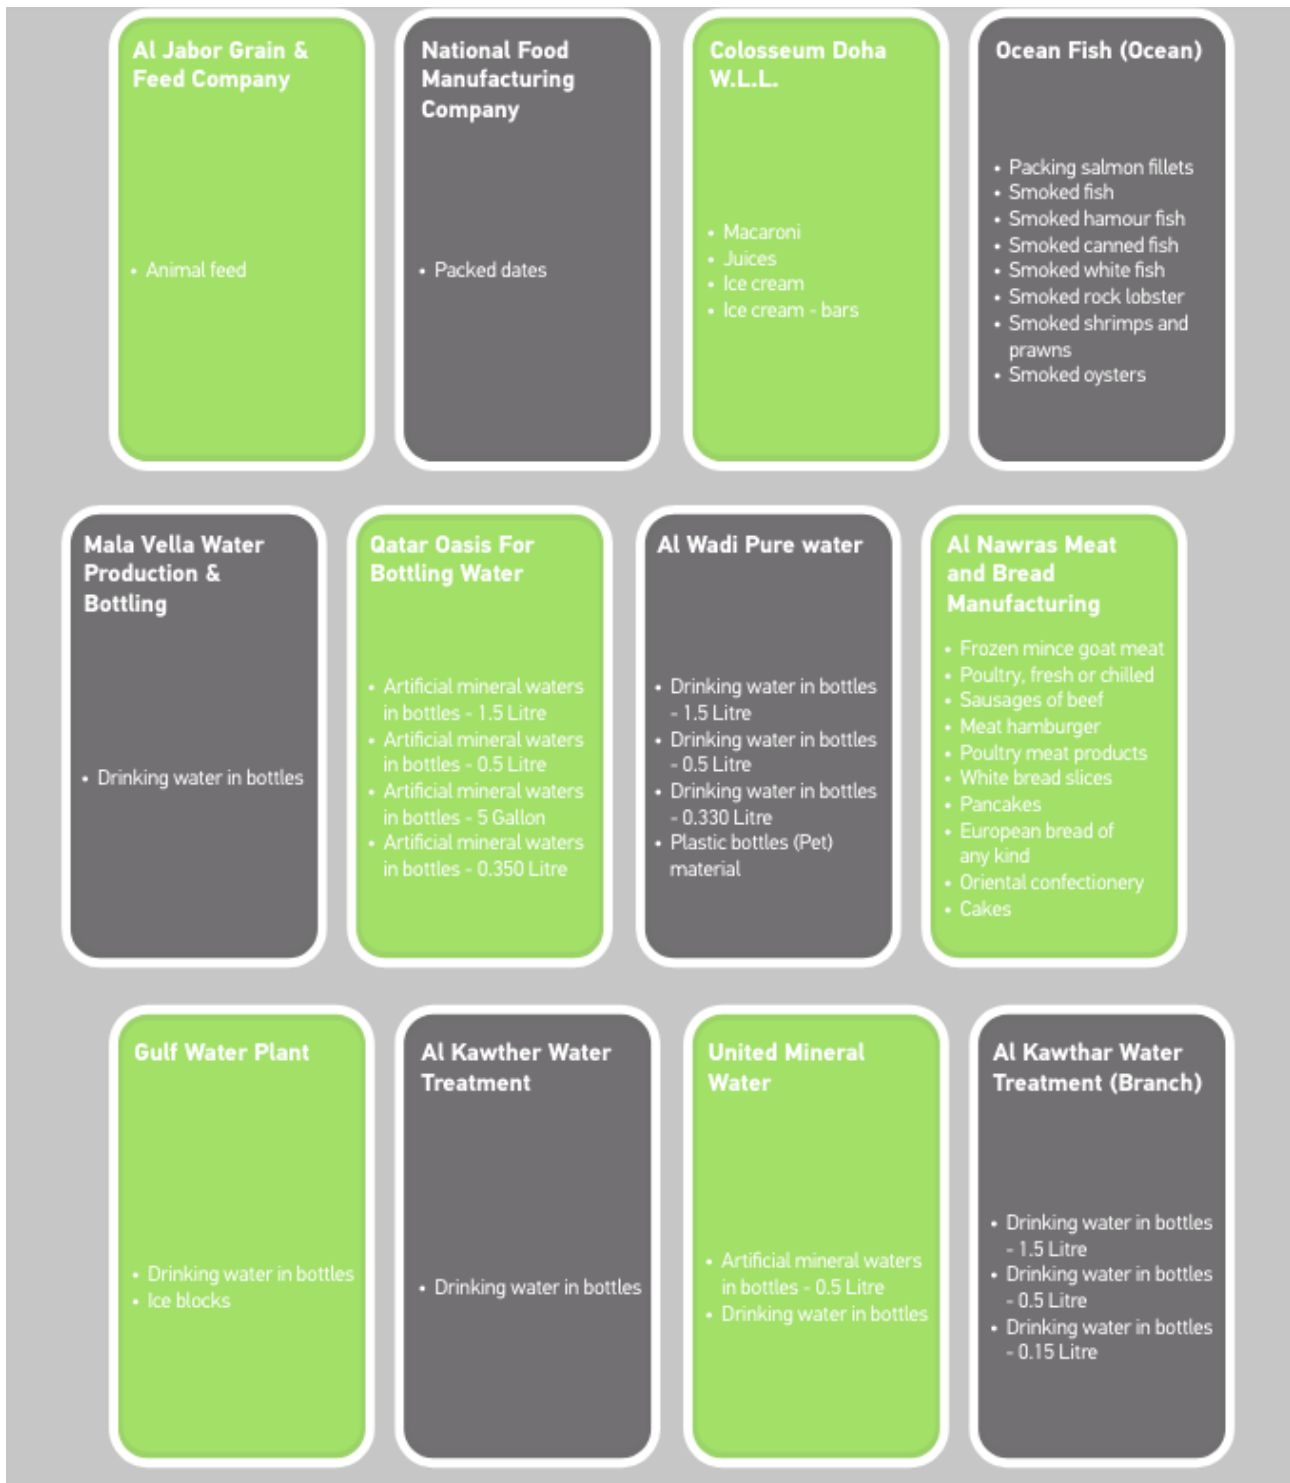 Al Jabor Grain &
Feed Company
• Animal feed
National Food
Manufacturing
Company
• Packed dates
Colosseum Doha
W.L.L.
• Macaroni
• Juices
• Ice cream
• Ice cream - bars
Ocean Fish (Ocean)
• Packing salmon fillets
• Smoked fish
• Smoked hamour fish
• Smoked canned fish
• Smoked white fish
• Smoked rock lobster
• Smoked shrimps and
prawns
• Smoked oysters
Mala Vella Water
Production &
Bottling
• Drinking water in bottles
Qatar Oasis For
Bottling Water
• Artificial mineral waters
in bottles - 1.5 Litre
• Artificial mineral waters
in bottles - 0.5 Litre
• Artificial mineral waters
in bottles - 5 Gallon
• Artificial mineral waters
in bottles - 0.350 Litre
Al Wadi Pure water
• Drinking water in bottles
- 1.5 Litre
• Drinking water in bottles
- 0.5 Litre
• Drinking water in bottles
- 0.330 Litre
• Plastic bottles (Pet)
material
Al Nawras Meat
and Bread
Manufacturing
• Frozen mince goat meat
• Poultry, fresh or chilled
• Sausages of beef
• Meat hamburger
• Poultry meat products
• White bread slices
• Pancakes
• European bread of
any kind
• Oriental confectionery
• Cakes
Gulf Water Plant
• Drinking water in bottles
• Ice blocks
Al Kawther Water
Treatment
• Drinking water in bottles
United Mineral
Water
• Artificial mineral waters
in bottles - 0.5 Litre
• Drinking water in bottles
Al Kawthar Water
Treatment (Branch)
• Drinking water in bottles
- 1.5 Litre
• Drinking water in bottles
- 0.5 Litre
• Drinking water in bottles
- 0.15 Litre